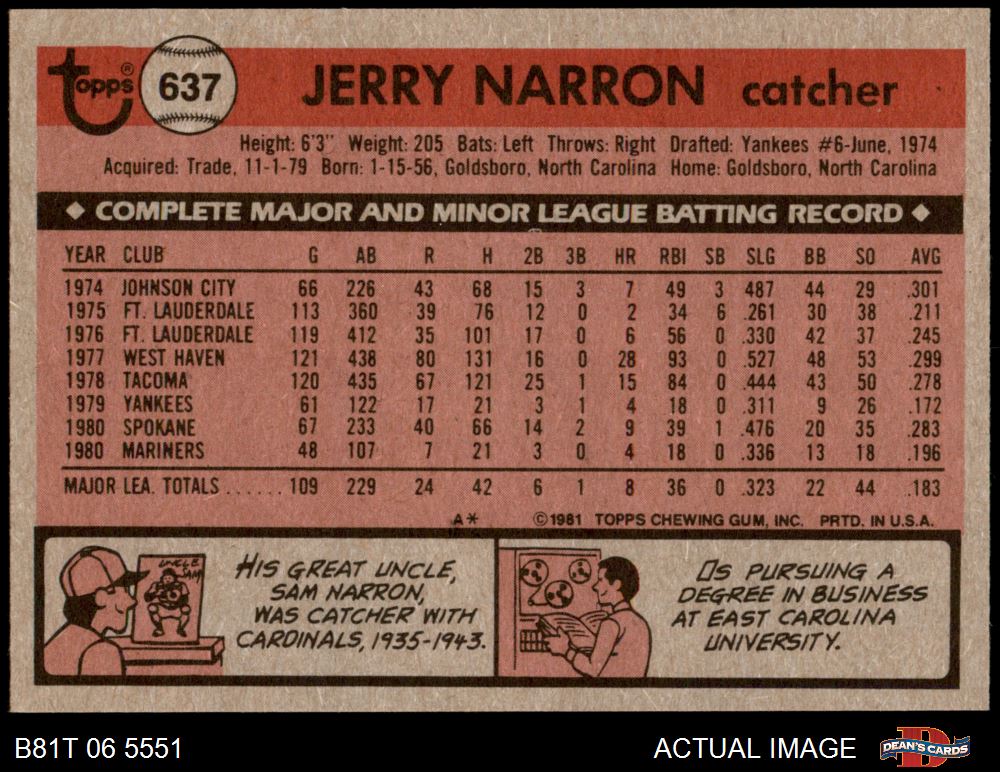 topps® 637 JERRY NARRON catcher
Height: 6'3" Weight: 205 Bats: Left Throws: Right Drafted: Yankees #6-June, 1974
Acquired: Trade, 11-1-79 Born: 1-15-56, Goldsboro, North Carolina Home: Goldsboro, North Carolina
◆ COMPLETE MAJOR AND MINOR LEAGUE BATTING RECORD ◆
YEAR CLUB G AB R H 2B 3B HR RBI SB SLG BB SO AVG
1974 JOHNSON CITY 66 226 43 68 15 3 7 49 3 .487 44 29 .301
1975 FT. LAUDERDALE 113 360 39 76 12 0 2 34 6 .261 30 38 .211
1976 FT. LAUDERDALE 119 412 35 101 17 0 6 56 0 .330 42 37 .245
1977 WEST HAVEN 121 438 80 131 16 0 28 93 0 .527 48 53 .299
1978 TACOMA 120 435 67 121 25 1 15 84 0 .444 43 50 .278
1979 YANKEES 61 122 17 21 3 1 4 18 0 .311 9 26 .172
1980 SPOKANE 67 233 40 66 14 2 9 39 1 .476 20 35 .283
1980 MARINERS 48 107 7 21 3 0 4 18 0 .336 13 18 .196
MAJOR LEA. TOTALS...... 109 229 24 42 6 1 8 36 0 .323 22 44 .183
A* ©1981 TOPPS CHEWING GUM, INC. PRTD. IN U.S.A.
UNCLE
SAM
HIS GREAT UNCLE,
SAM NARRON,
WAS CATCHER WITH
CARDINALS, 1935-1943.
IS PURSUING A
DEGREE IN BUSINESS
AT EAST CAROLINA
UNIVERSITY.
B81T 06 5551 ACTUAL IMAGE D DEAN'S CARDS